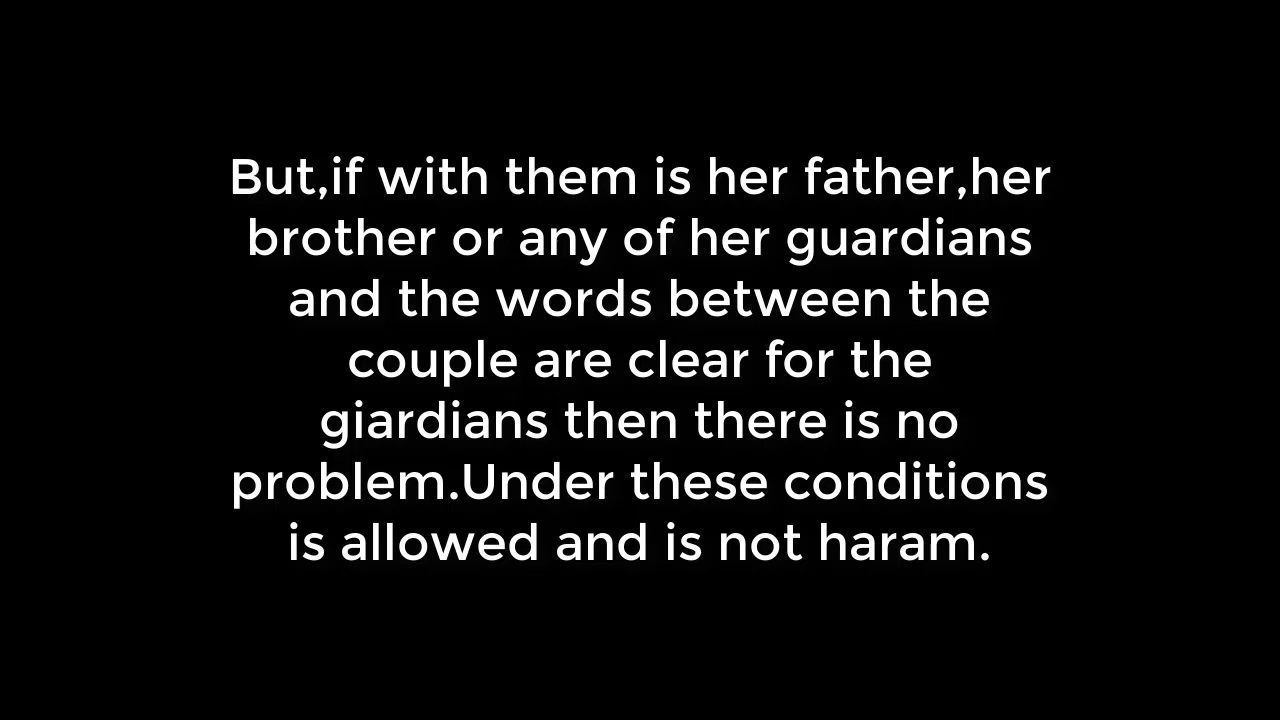 But,if with them is her father,her
brother or any of her guardians
and the words between the
couple are clear for the
giardians then there is no
problem.Under these conditions
is allowed and is not haram.